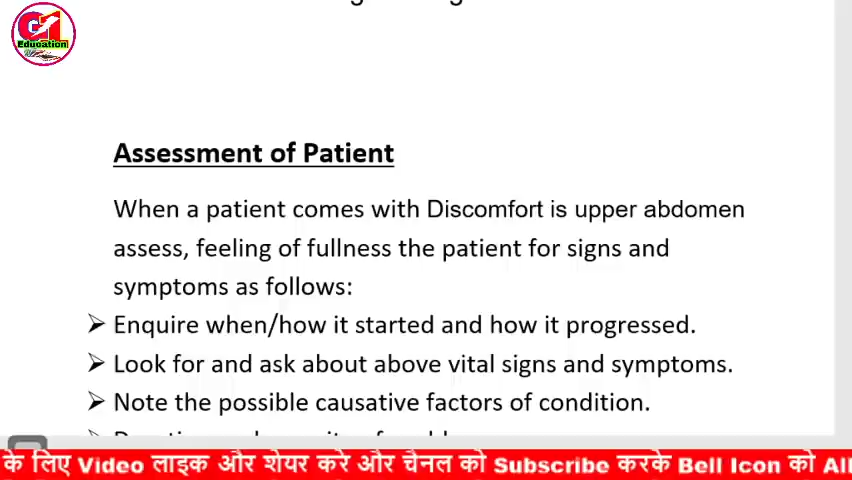 Education
Assessment of Patient
When a patient comes with Discomfort is upper abdomen
assess, feeling of fullness the patient for signs and
symptoms as follows:
➢ Enquire when/how it started and how it progressed.
➢ Look for and ask about above vital signs and symptoms.
➢ Note the possible causative factors of condition.
के लिए Video लाइक और शेयर करे और चैनल को Subscribe करके Bell Icon को All